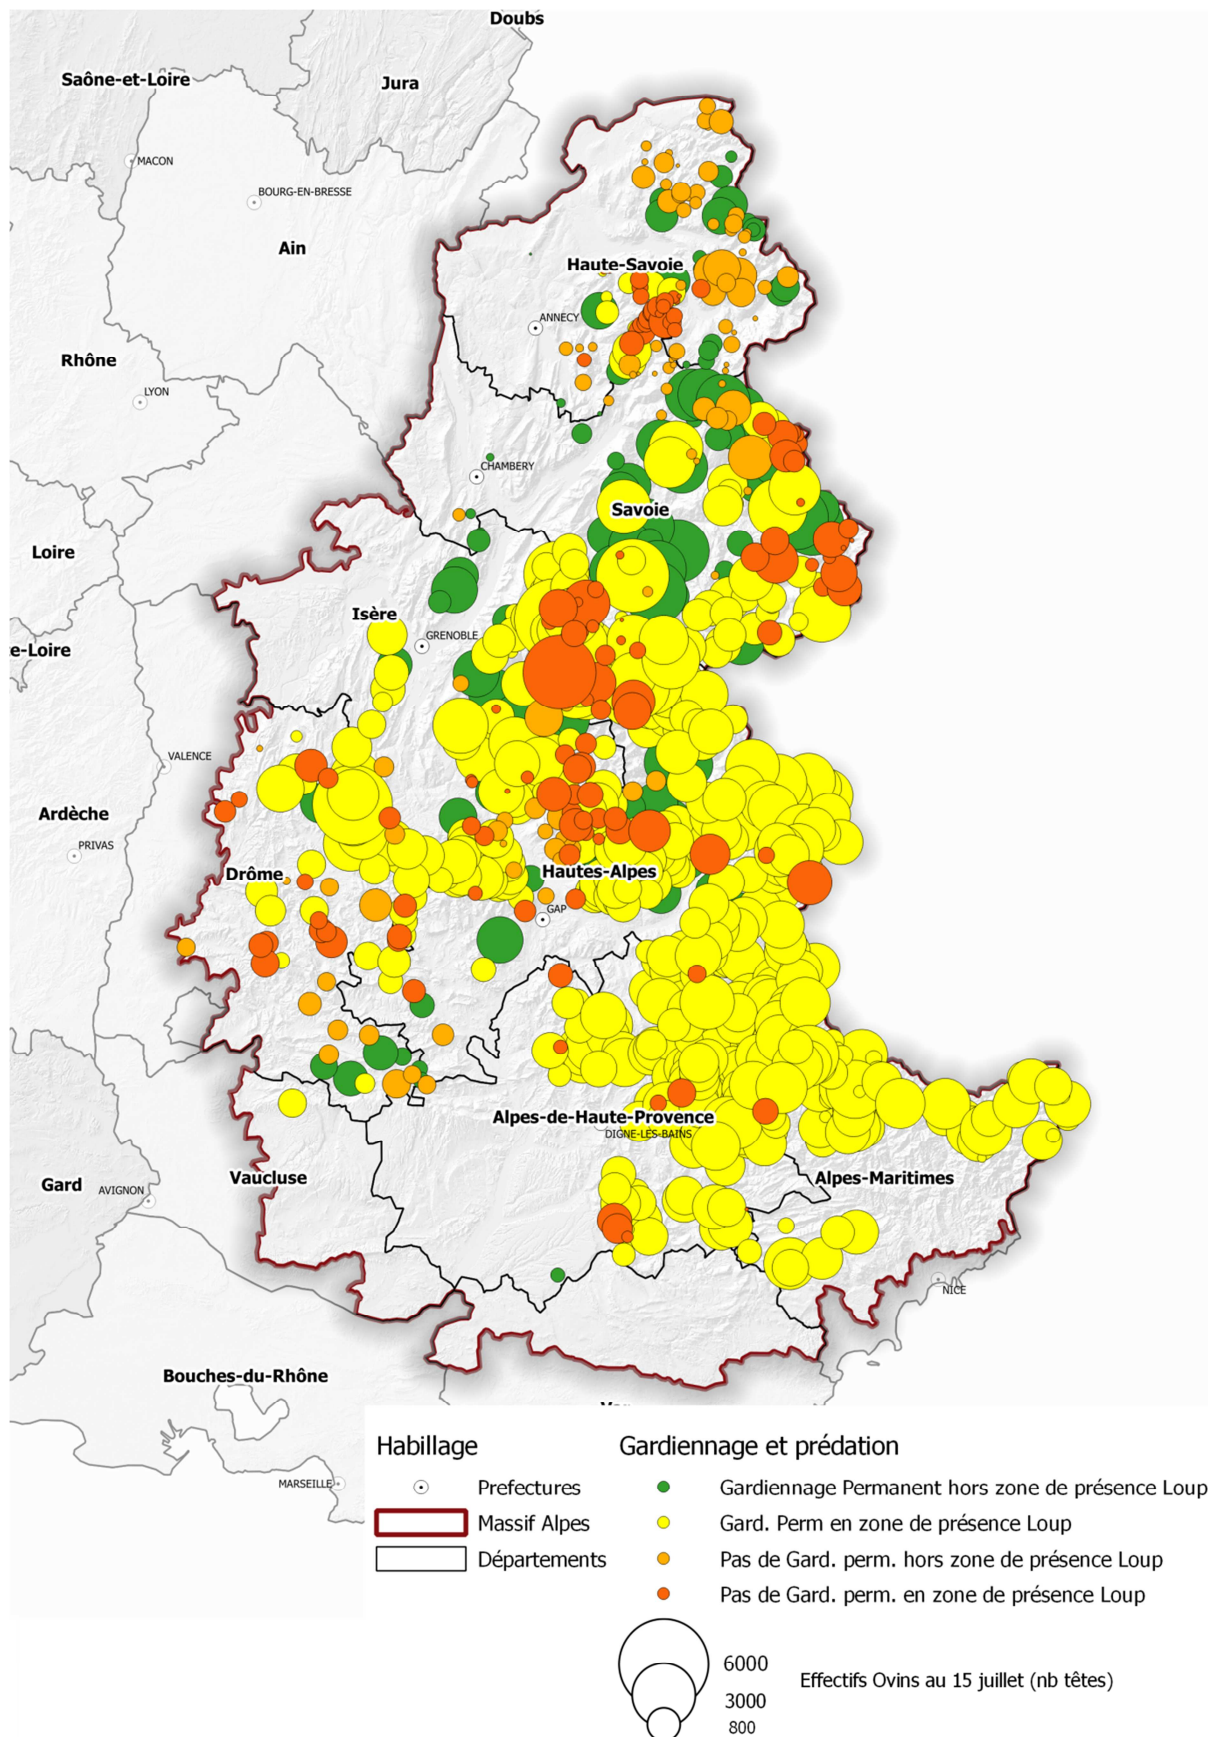 Doubs
Saône-et-Loire
Jura
MACON
BOURG-EN-BRESSE
Ain
Haute-Savoie
ANNECY
Rhône
LYON
CHAMBERY
Savoie
Loire
Isère
GRENOBLE
e-Loire
VALENCE
Ardèche
PRIVAS
Drôme
Hautes-Alpes
GAP
Alpes-de-Haute-Provence
DIGNE-LES-BAINS
Gard
AVIGNON
Vaucluse
Alpes-Maritimes
NICE
Bouches-du-Rhône
MARSEILLE
Habillage
Prefectures
Massif Alpes
Départements
Gardiennage et prédation
Gardiennage Permanent hors zone de présence Loup
Gard. Perm en zone de présence Loup
Pas de Gard. perm. hors zone de présence Loup
Pas de Gard. perm. en zone de présence Loup
6000
3000
800
Effectifs Ovins au 15 juillet (nb têtes)